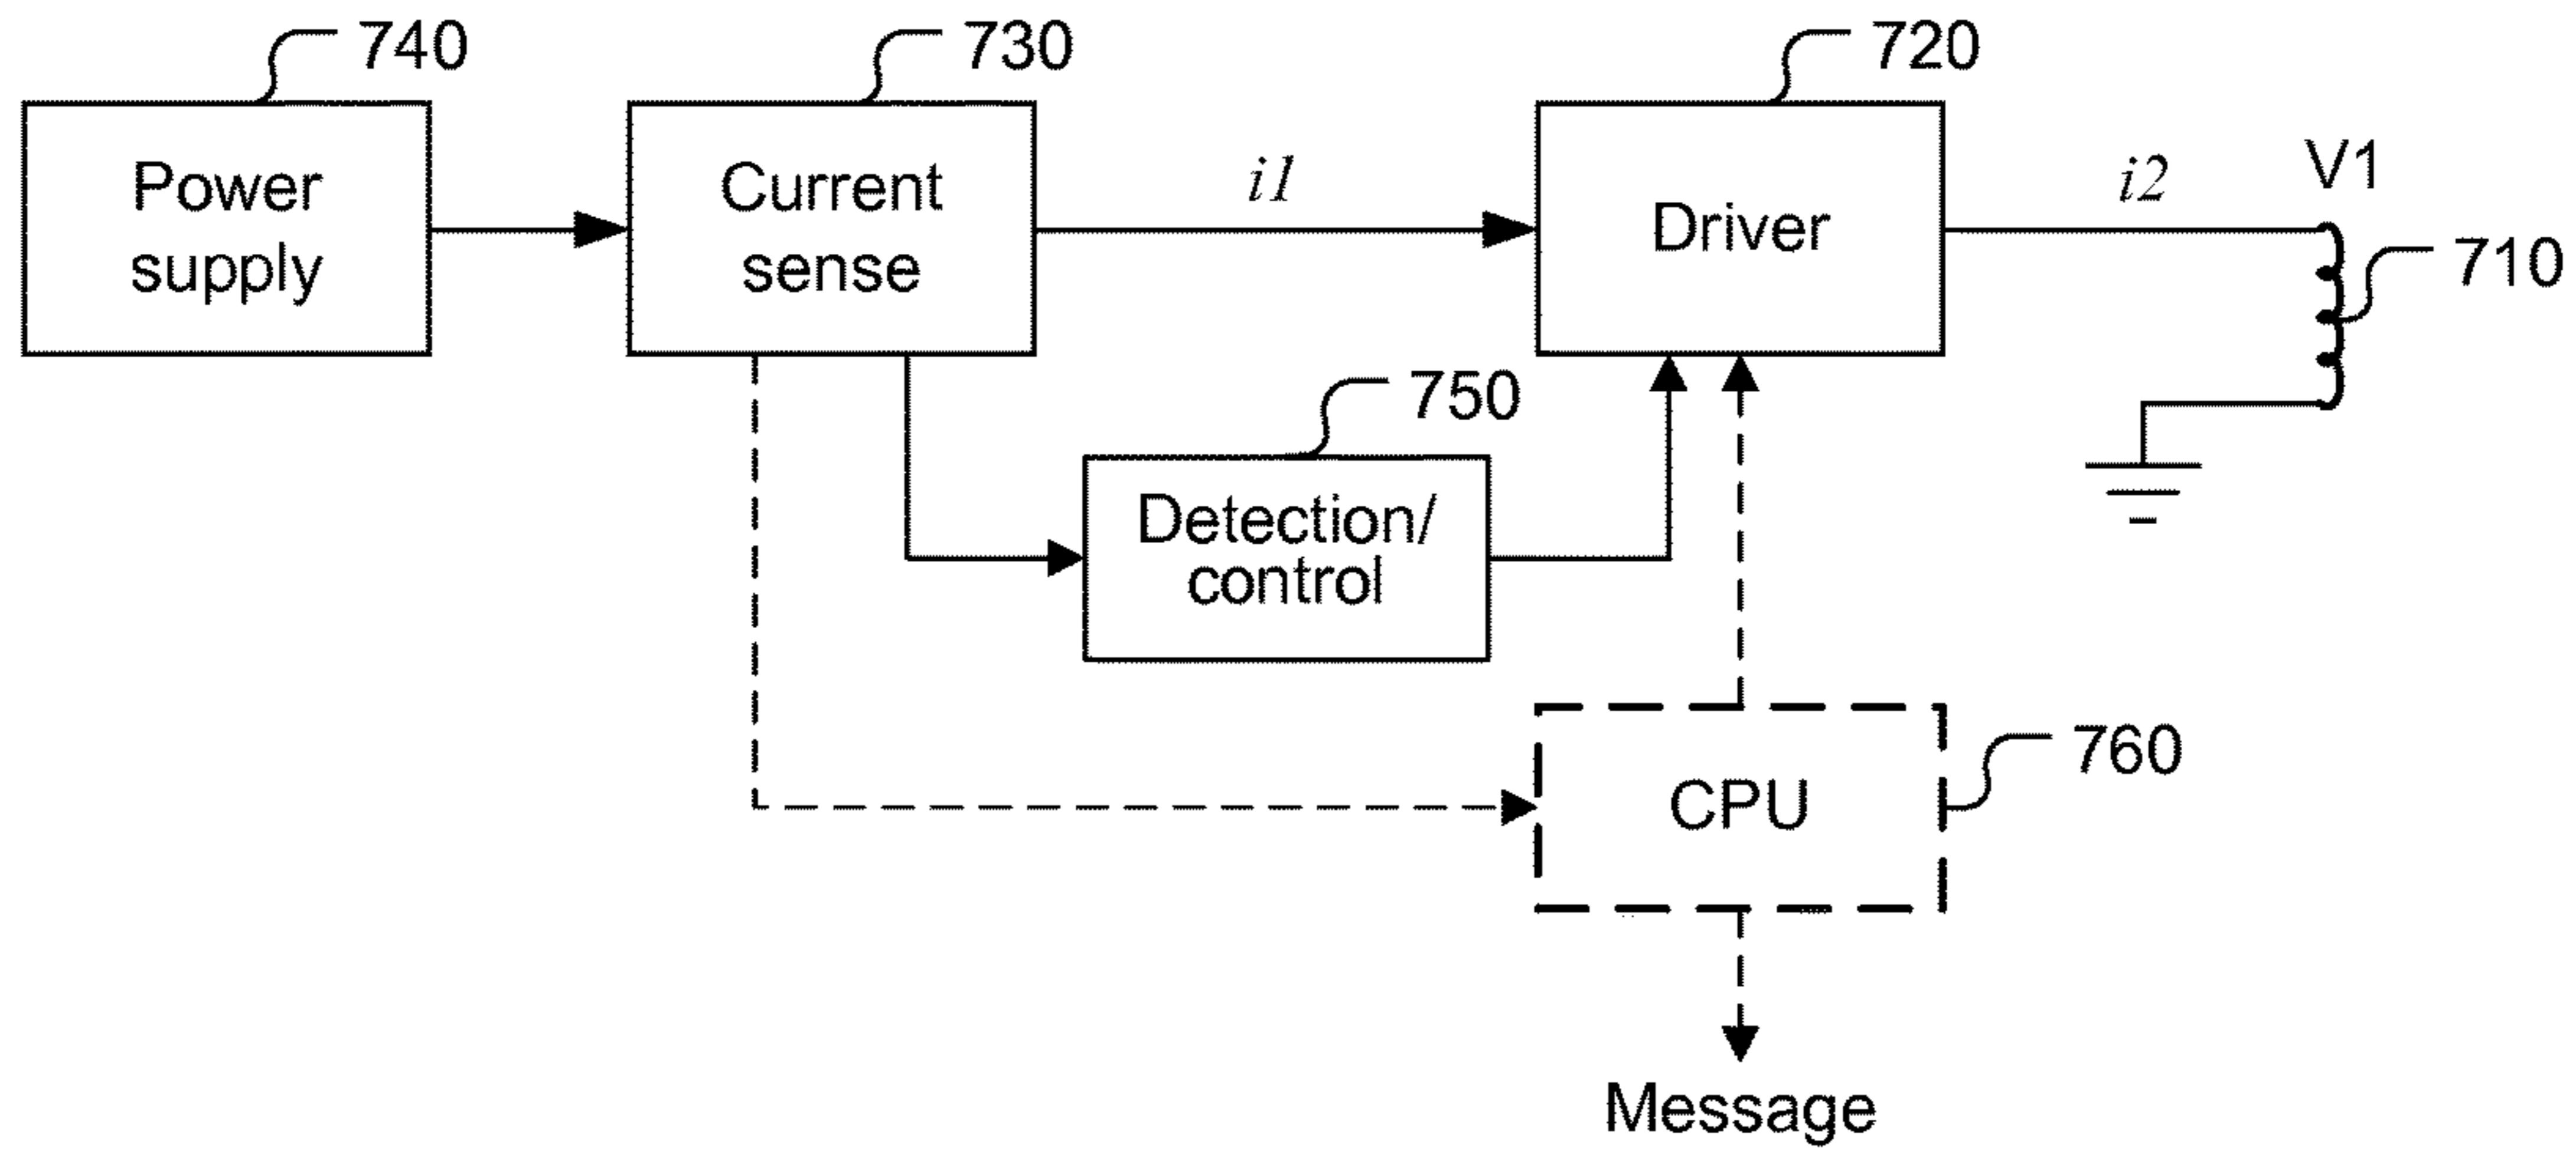 740
730
720
Power
supply
Current
sense
i1
Driver
i2
V1
710
750
Detection/
control
760
CPU
Message